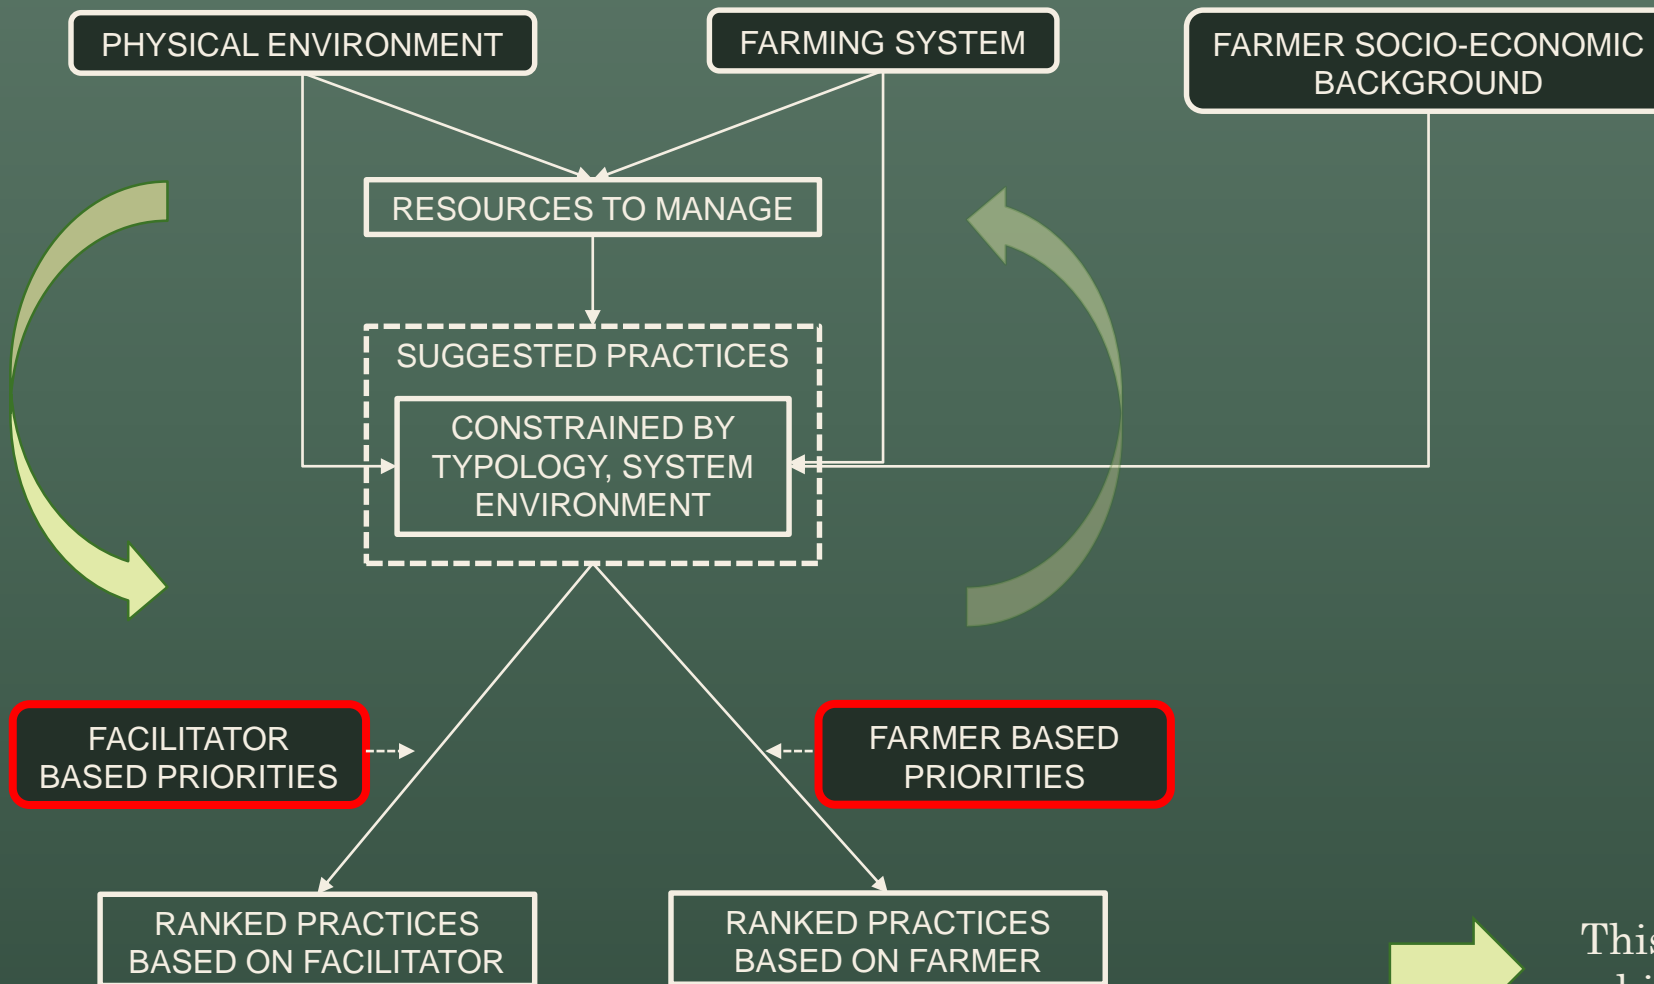 PHYSICAL ENVIRONMENT
FARMING SYSTEM
FARMER SOCIO-ECONOMIC
BACKGROUND
RESOURCES TO MANAGE
SUGGESTED PRACTICES
CONSTRAINED BY
TYPOLOGY, SYSTEM
ENVIRONMENT
FACILITATOR
BASED PRIORITIES
FARMER BASED
PRIORITIES
RANKED PRACTICES
BASED ON FACILITATOR
RANKED PRACTICES
BASED ON FARMER
This